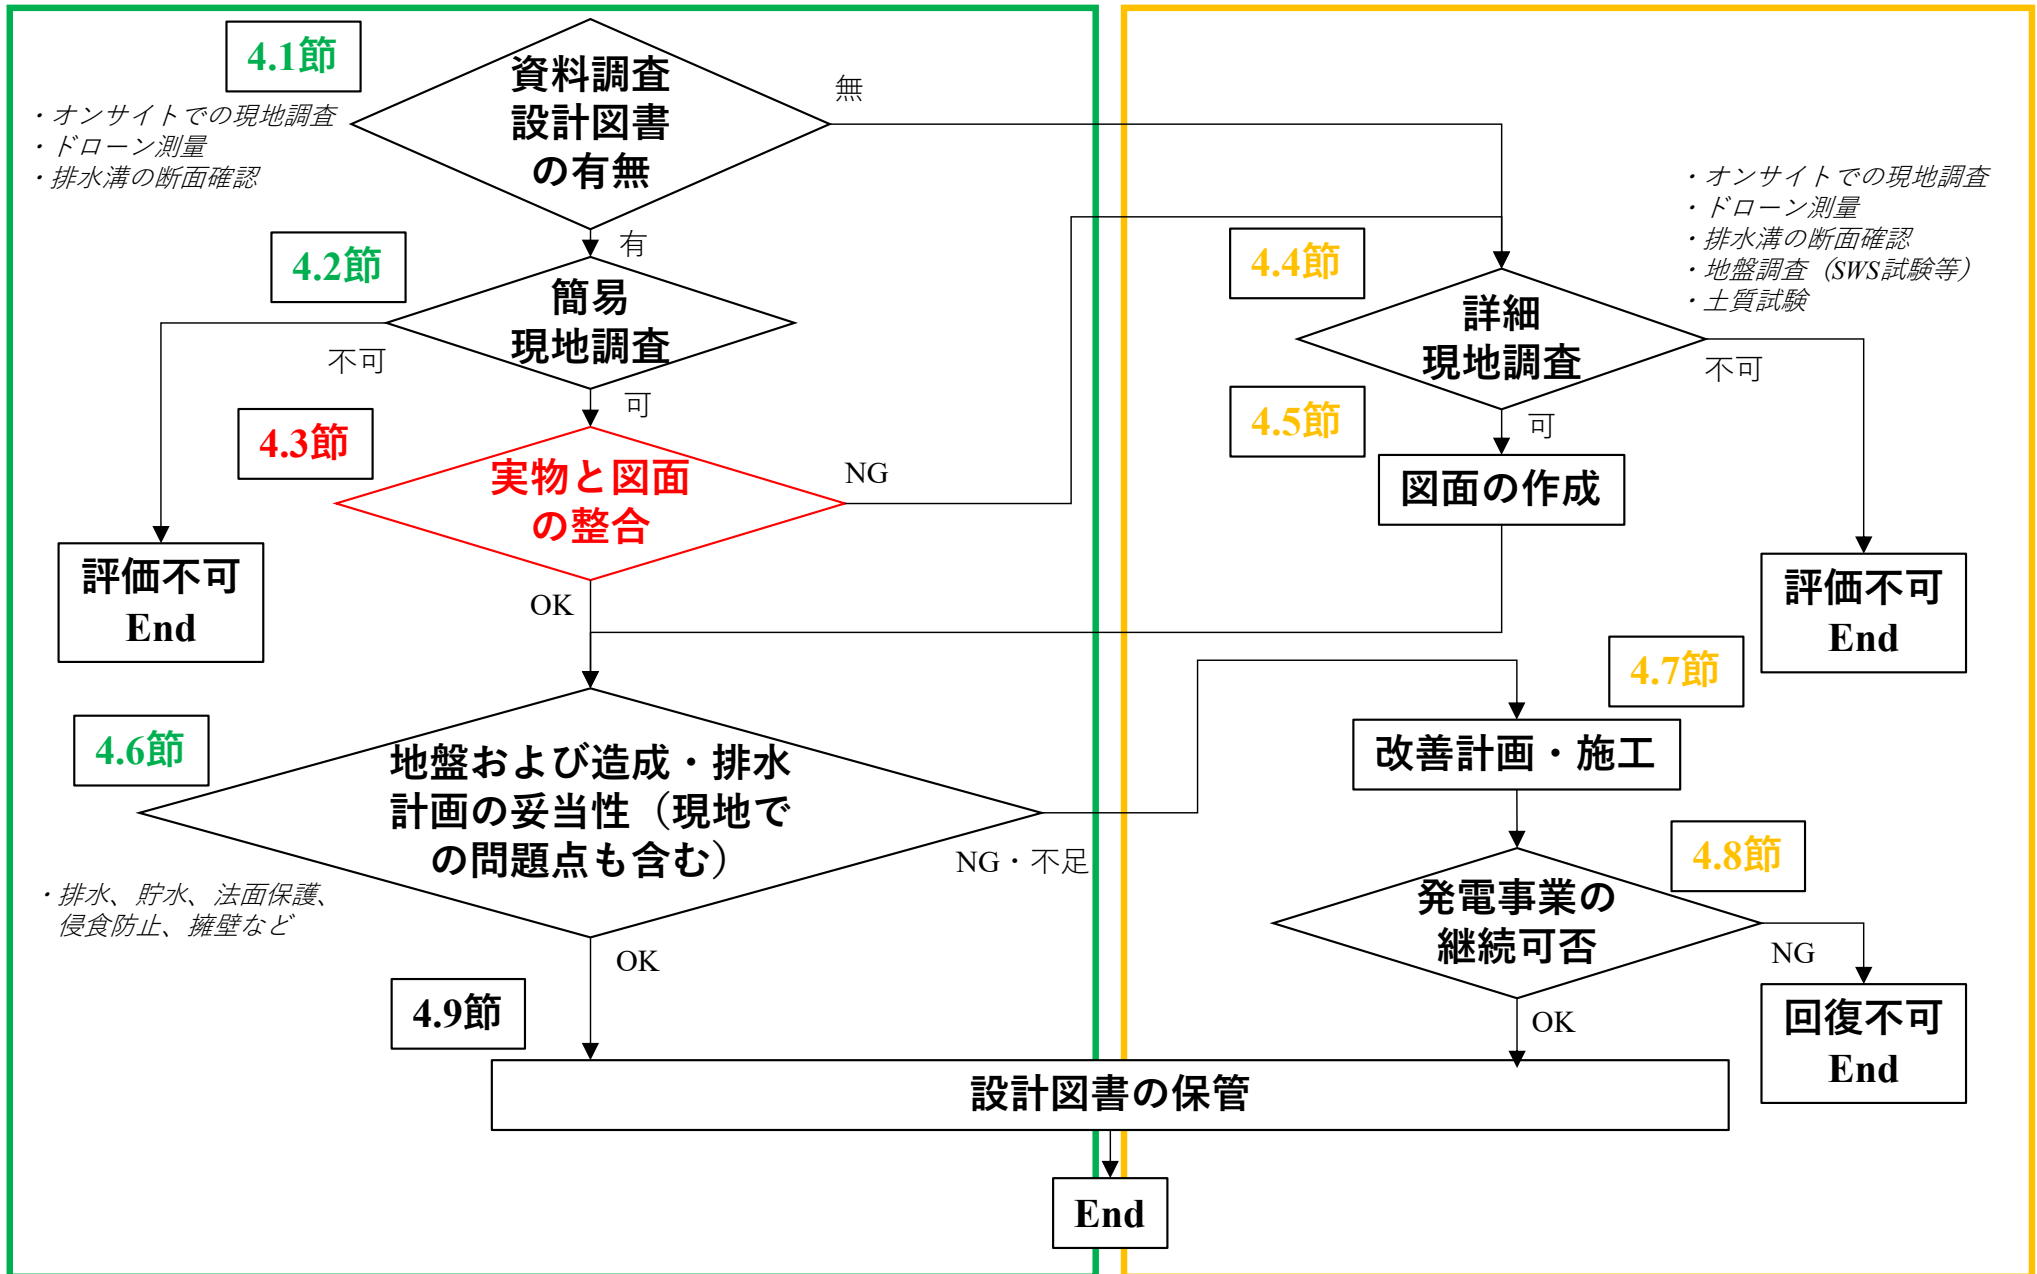 4.1節
・オンサイトでの現地調査
・ドローン測量
・排水溝の断面確認
資料調査
設計図書
の有無
無
有
4.2節
簡易
現地調査
不可
可
評価不可
End
4.3節
実物と図面
の整合
NG
OK
・オンサイトでの現地調査
・ドローン測量
・排水溝の断面確認
・地盤調査（SWS試験等）
・土質試験
4.4節
詳細
現地調査
不可
可
評価不可
End
4.5節
図面の作成
4.6節
地盤および造成・排水
計画の妥当性（現地で
の問題点も含む）
・排水、貯水、法面保護、
侵食防止、擁壁など
NG・不足
OK
4.7節
改善計画・施工
4.8節
発電事業の
継続可否
NG
OK
回復不可
End
4.9節
設計図書の保管
End